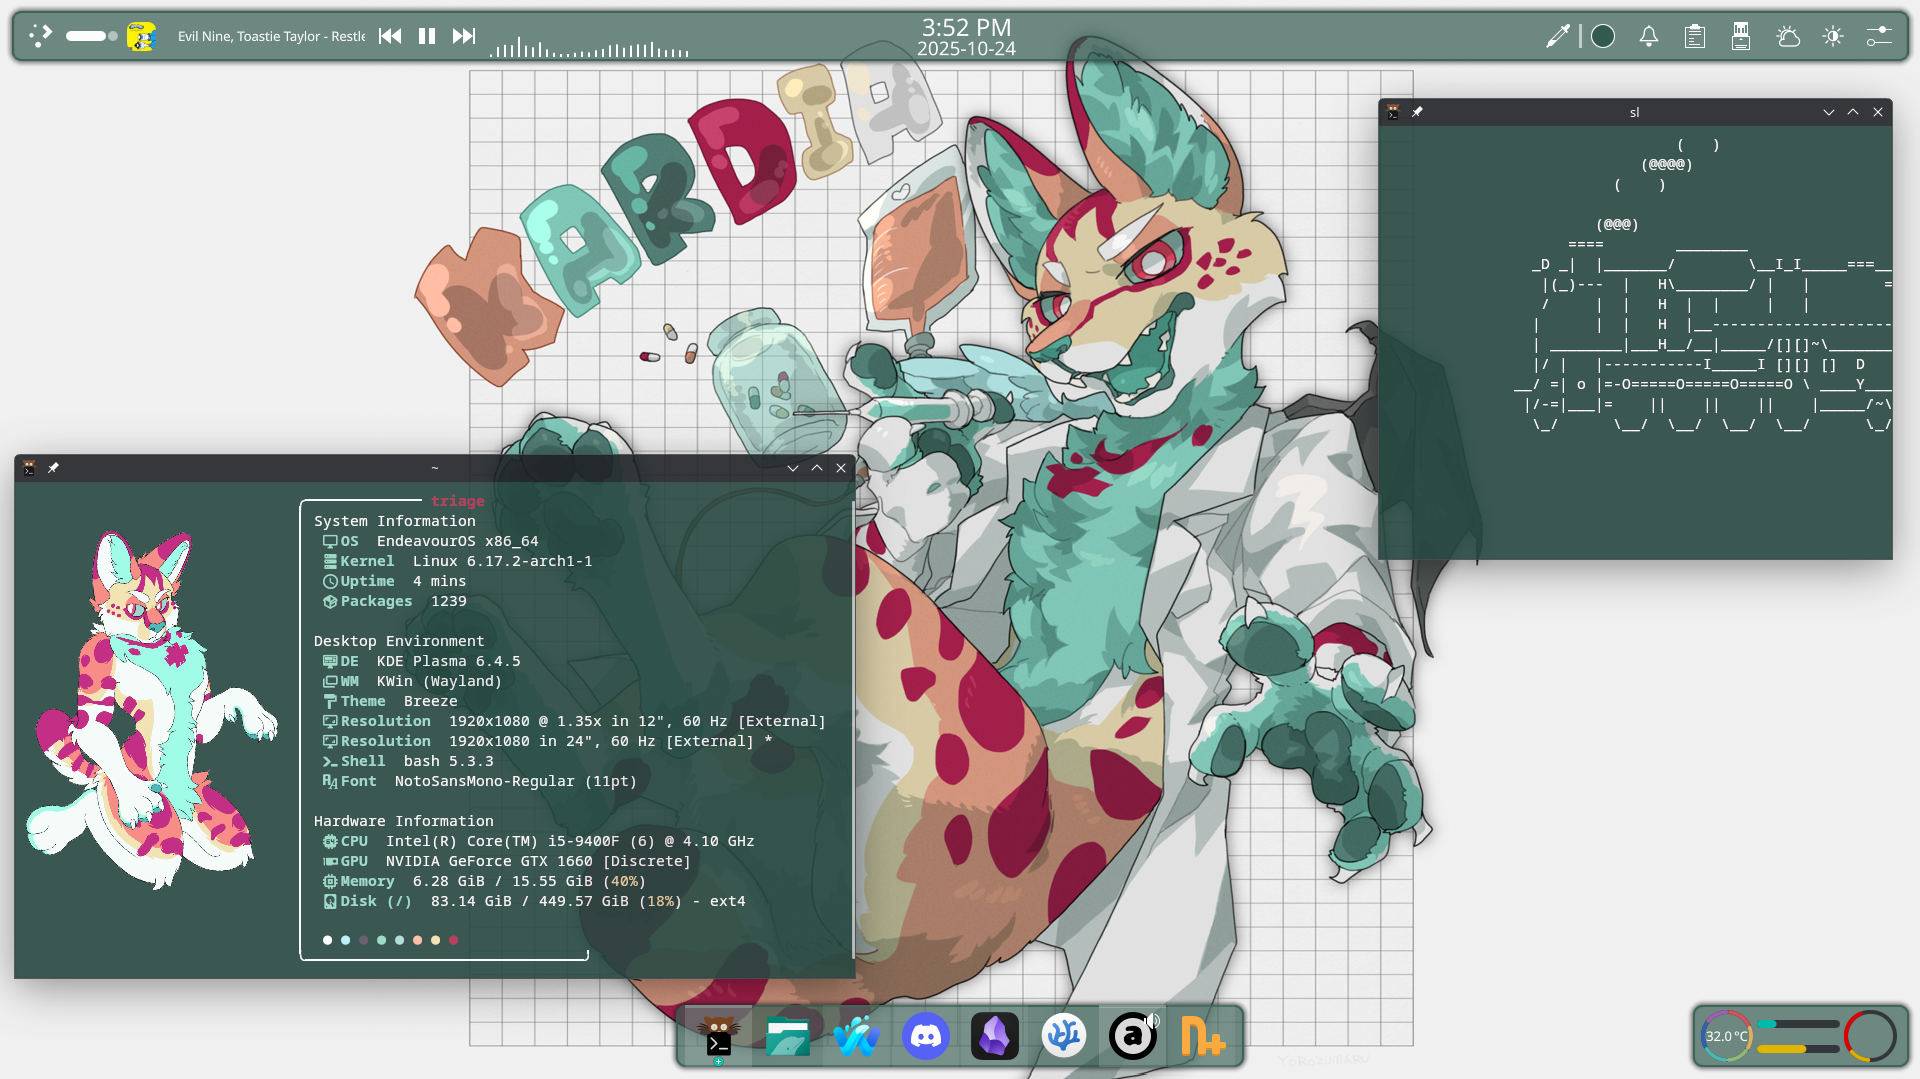 Evil Nine, Toastie Taylor - Restle
3:52 PM
2025-10-24
sl
(   )
(@@@@)
(    )
(@@@)
====        ________
_D _|  |_______/        \__I_I_____===__
|(_)---  |   H\________/ |   |        =
/     |  |   H  |  |     |   |
|      |  |   H  |__--------------------
| ________|___H__/__|_____/[][]~\_______
|/ |   |-----------I_____I [][] []  D
__/ =| o |=-O=====O=====O=====O \ ____Y___
|/-=|___|=    ||    ||    ||    |_____/~\
\_/      \__/  \__/  \__/  \__/      \_/
~
triage
System Information
OS EndeavourOS x86_64
Kernel Linux 6.17.2-arch1-1
Uptime 4 mins
Packages 1239
Desktop Environment
DE KDE Plasma 6.4.5
WM KWin (Wayland)
Theme Breeze
Resolution 1920x1080 @ 1.35x in 12", 60 Hz [External]
Resolution 1920x1080 in 24", 60 Hz [External] *
Shell bash 5.3.3
Font NotoSansMono-Regular (11pt)
Hardware Information
CPU Intel(R) Core(TM) i5-9400F (6) @ 4.10 GHz
GPU NVIDIA GeForce GTX 1660 [Discrete]
Memory 6.28 GiB / 15.55 GiB (40%)
Disk (/) 83.14 GiB / 449.57 GiB (18%) - ext4
a
n+
32.0°C